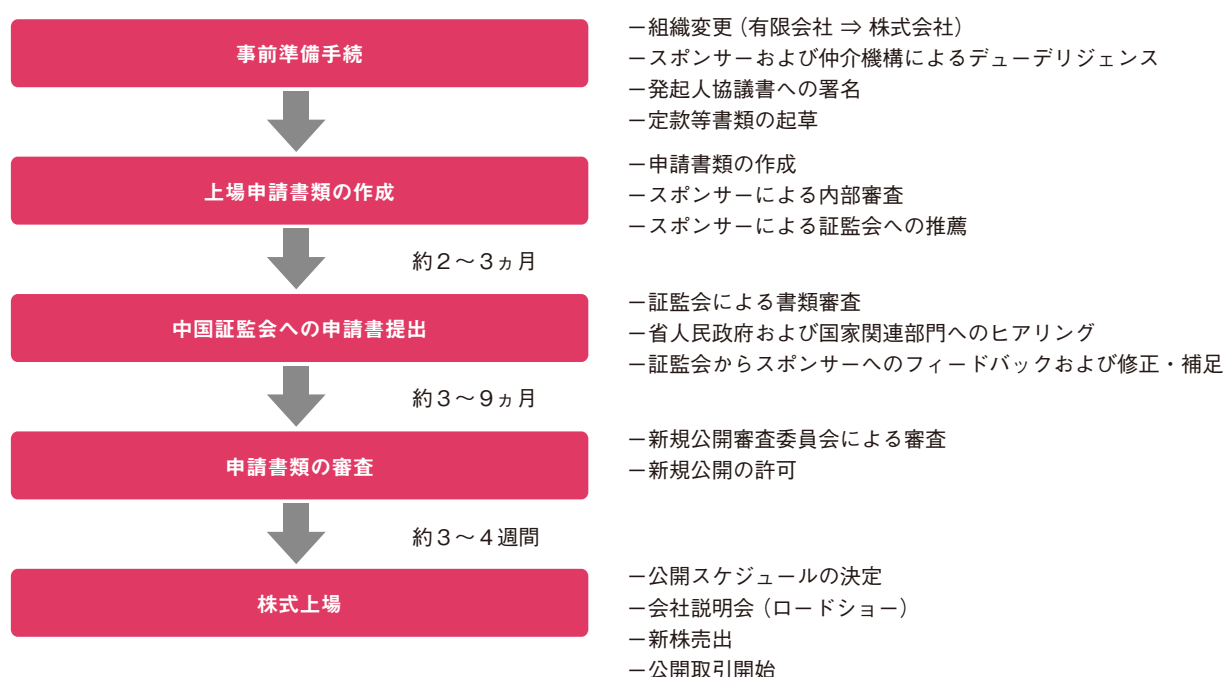 事前準備手続
－組織変更（有限会社 ⇒ 株式会社）
－スポンサーおよび仲介機構によるデューデリジェンス
－発起人協議書への署名
－定款等書類の起草
上場申請書類の作成
－申請書類の作成
－スポンサーによる内部審査
－スポンサーによる証監会への推薦
約２～３ヵ月
中国証監会への申請書提出
－証監会による書類審査
－省人民政府および国家関連部門へのヒアリング
－証監会からスポンサーへのフィードバックおよび修正・補足
約３～９ヵ月
申請書類の審査
－新規公開審査委員会による審査
－新規公開の許可
約３～４週間
株式上場
－公開スケジュールの決定
－会社説明会（ロードショー）
－新株売出
－公開取引開始